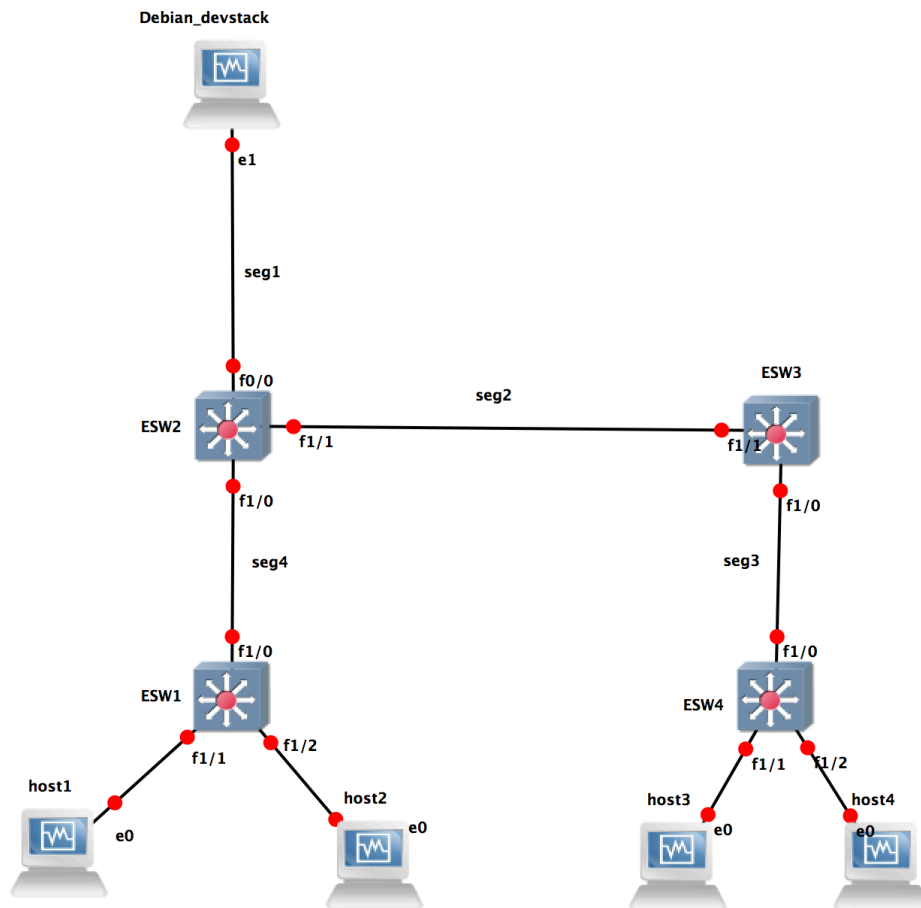 Debian_devstack
e1
seg1
f0/0
ESW2
f1/1
seg2
ESW3
f1/1
f1/0
f1/0
seg4
seg3
f1/0
f1/0
ESW1
ESW4
f1/1
f1/2
f1/1
f1/2
host1
host2
host3
host4
e0
e0
e0
e0